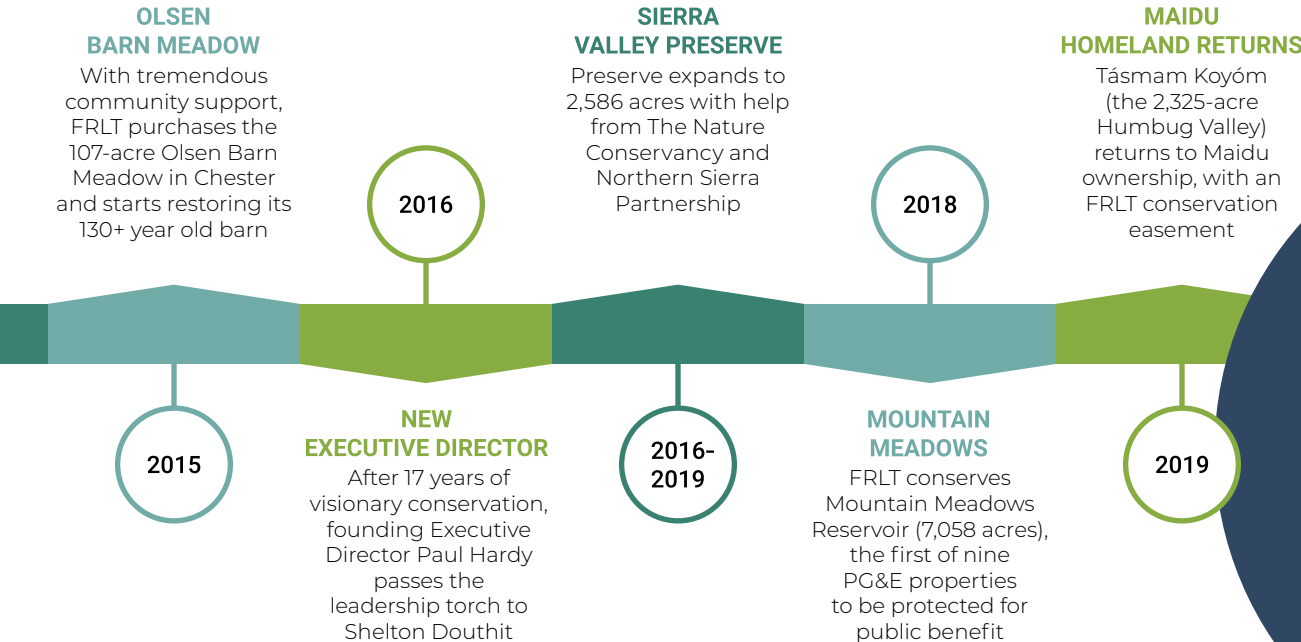 OLSEN
BARN MEADOW
With tremendous
community support,
FRLT purchases the
107-acre Olsen Barn
Meadow in Chester
and starts restoring its
130+ year old barn
2015
2016
NEW
EXECUTIVE DIRECTOR
After 17 years of
visionary conservation,
founding Executive
Director Paul Hardy
passes the
leadership torch to
Shelton Douthit
SIERRA
VALLEY PRESERVE
Preserve expands to
2,586 acres with help
from The Nature
Conservancy and
Northern Sierra
Partnership
2016-
2019
2018
MOUNTAIN
MEADOWS
FRLT conserves
Mountain Meadows
Reservoir (7,058 acres),
the first of nine
PG&E properties
to be protected for
public benefit
MAIDU
HOMELAND RETURNS
Tásmam Koyóm
(the 2,325-acre
Humbug Valley)
returns to Maidu
ownership, with an
FRLT conservation
easement
2019